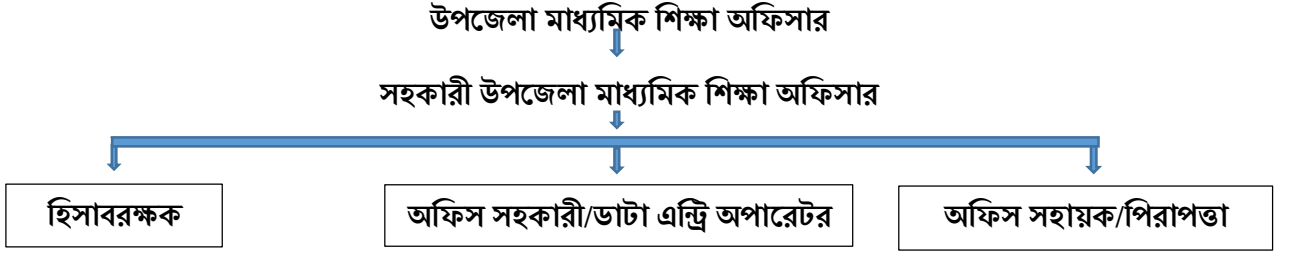 উপজেলা মাধ্যমিক শিক্ষা অফিসার
সহকারী উপজেলা মাধ্যমিক শিক্ষা অফিসার
হিসাবরক্ষক
অফিস সহকারী/ডাটা এন্ট্রি অপারেটর
অফিস সহায়ক/পিরাপত্তা